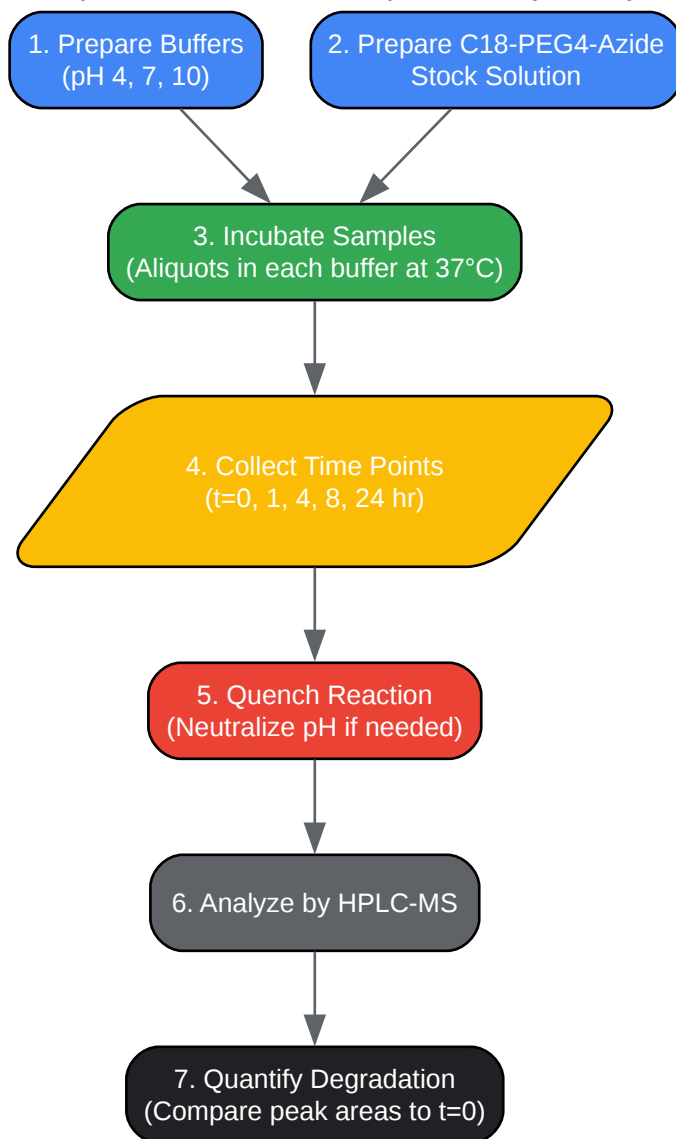 1. Prepare Buffers
(pH 4, 7, 10)
2. Prepare C18-PEG4-Azide
Stock Solution
3. Incubate Samples
(Aliquots in each buffer at 37°C)
4. Collect Time Points
(t=0, 1, 4, 8, 24 hr)
5. Quench Reaction
(Neutralize pH if needed)
6. Analyze by HPLC-MS
7. Quantify Degradation
(Compare peak areas to t=0)